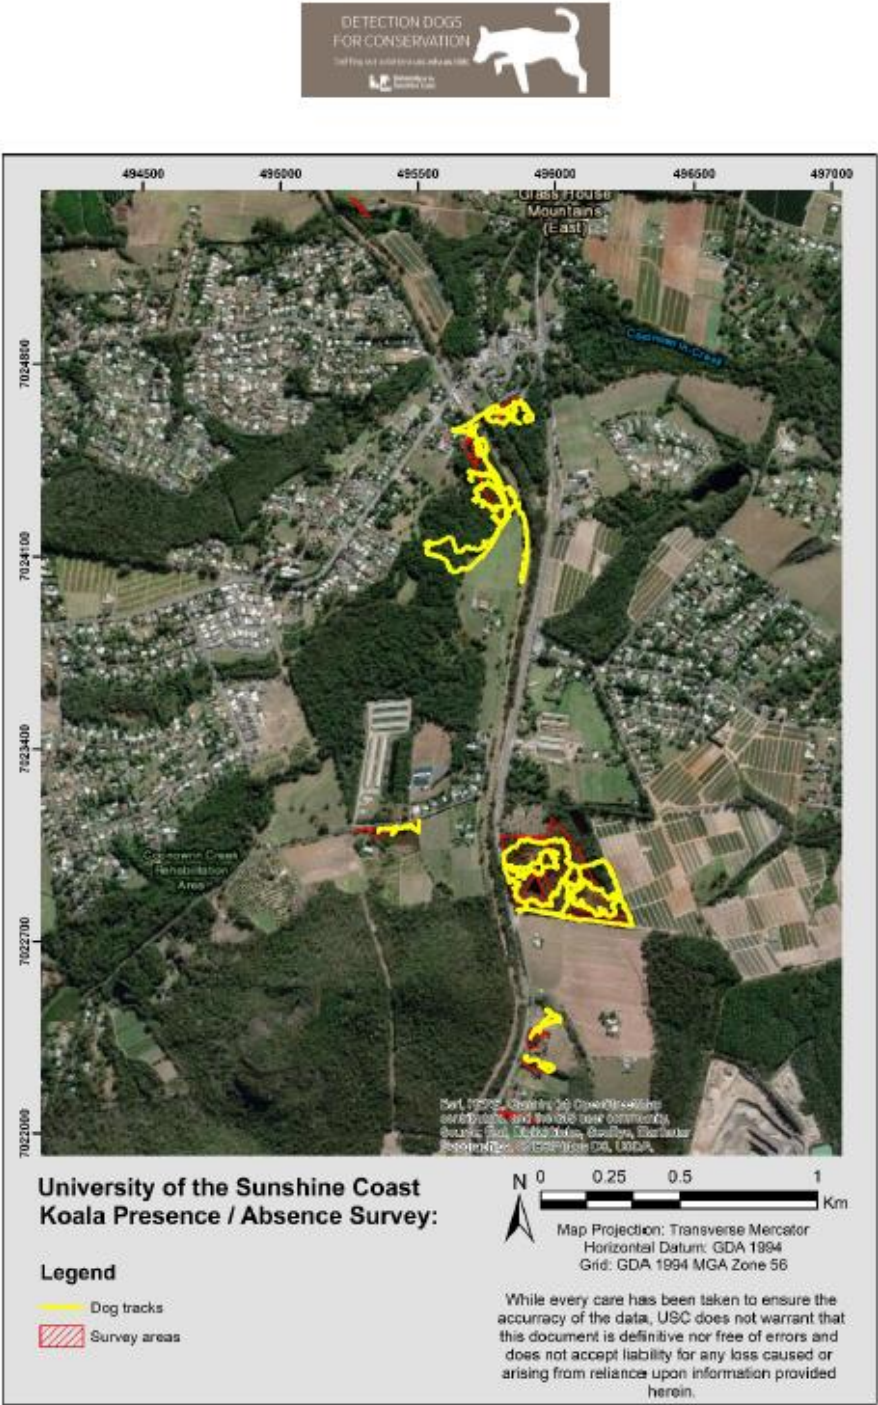 DETECTION DOGS
FOR CONSERVATION
494500 495000 495500 496000 496500 497000
Glass House
Mountains
(East)
7024800
7024100
7023400
7022700
7022000
Coonowrin Creek
Coonowrin Creek
Rehabilitation
Area
University of the Sunshine Coast
Koala Presence / Absence Survey:
Legend
Dog tracks
Survey areas
N
0 0.25 0.5 1
Km
Map Projection: Transverse Mercator
Horizontal Datum: GDA 1994
Grid: GDA 1994 MGA Zone 56
While every care has been taken to ensure the
accurracy of the data, USC does not warrant that
this document is definitive nor free of errors and
does not accept liability for any loss caused or
arising from reliance upon information provided
herein.